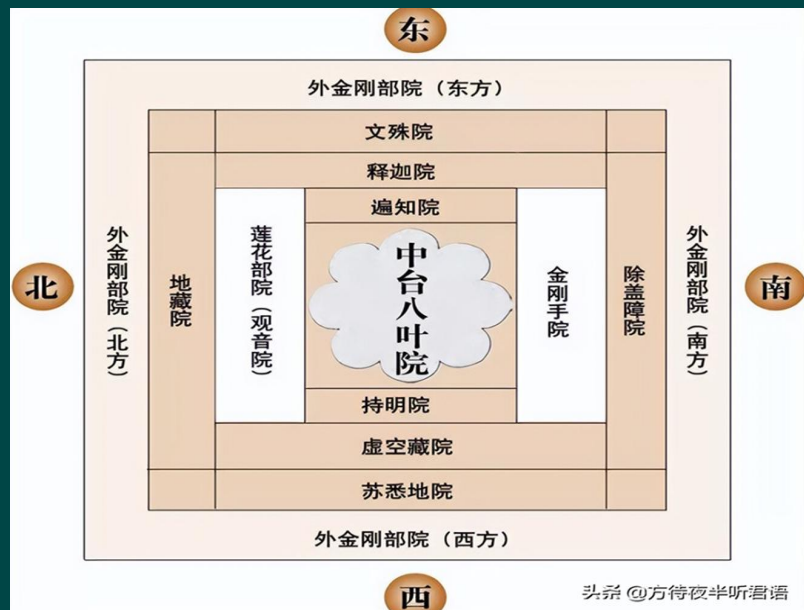 东
外金刚部院（东方）
文殊院
释迦院
遍知院
北
外金刚部院（北方）
地藏院
莲花部院（观音院）
中台八叶院
金刚手院
除盖障院
外金刚部院（南方）
南
持明院
虚空藏院
苏悉地院
外金刚部院（西方）
西
头条 @方待夜半听君语